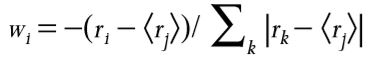 w_i = −(r_i − ⟨r_j⟩)/ ∑_k |r_k − ⟨r_j⟩|